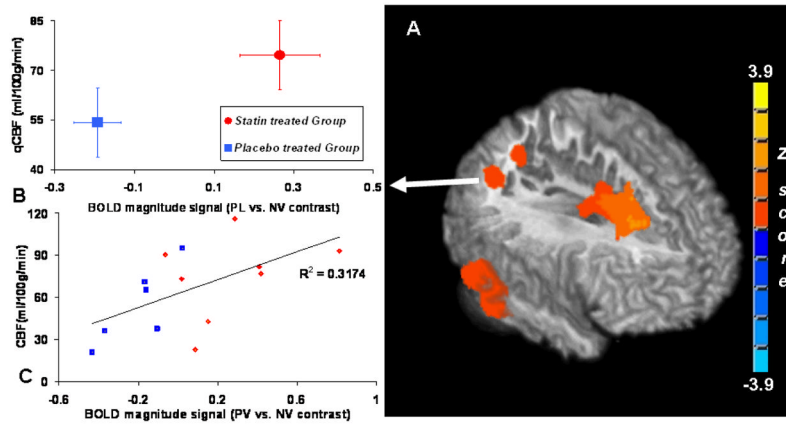 85
70
55
40
qCBF (ml/100g/min)
Statin treated Group
Placebo treated Group
-0.3
-0.1
0.1
0.3
0.5
BOLD magnitude signal (PL vs. NV contrast)
B
120
90
60
30
0
CBF(ml/100g/min)
R² = 0.3174
-0.6
-0.2
0.2
0.6
1
BOLD magnitude signal (PV vs. NV contrast)
C
A
3.9
Z score
-3.9